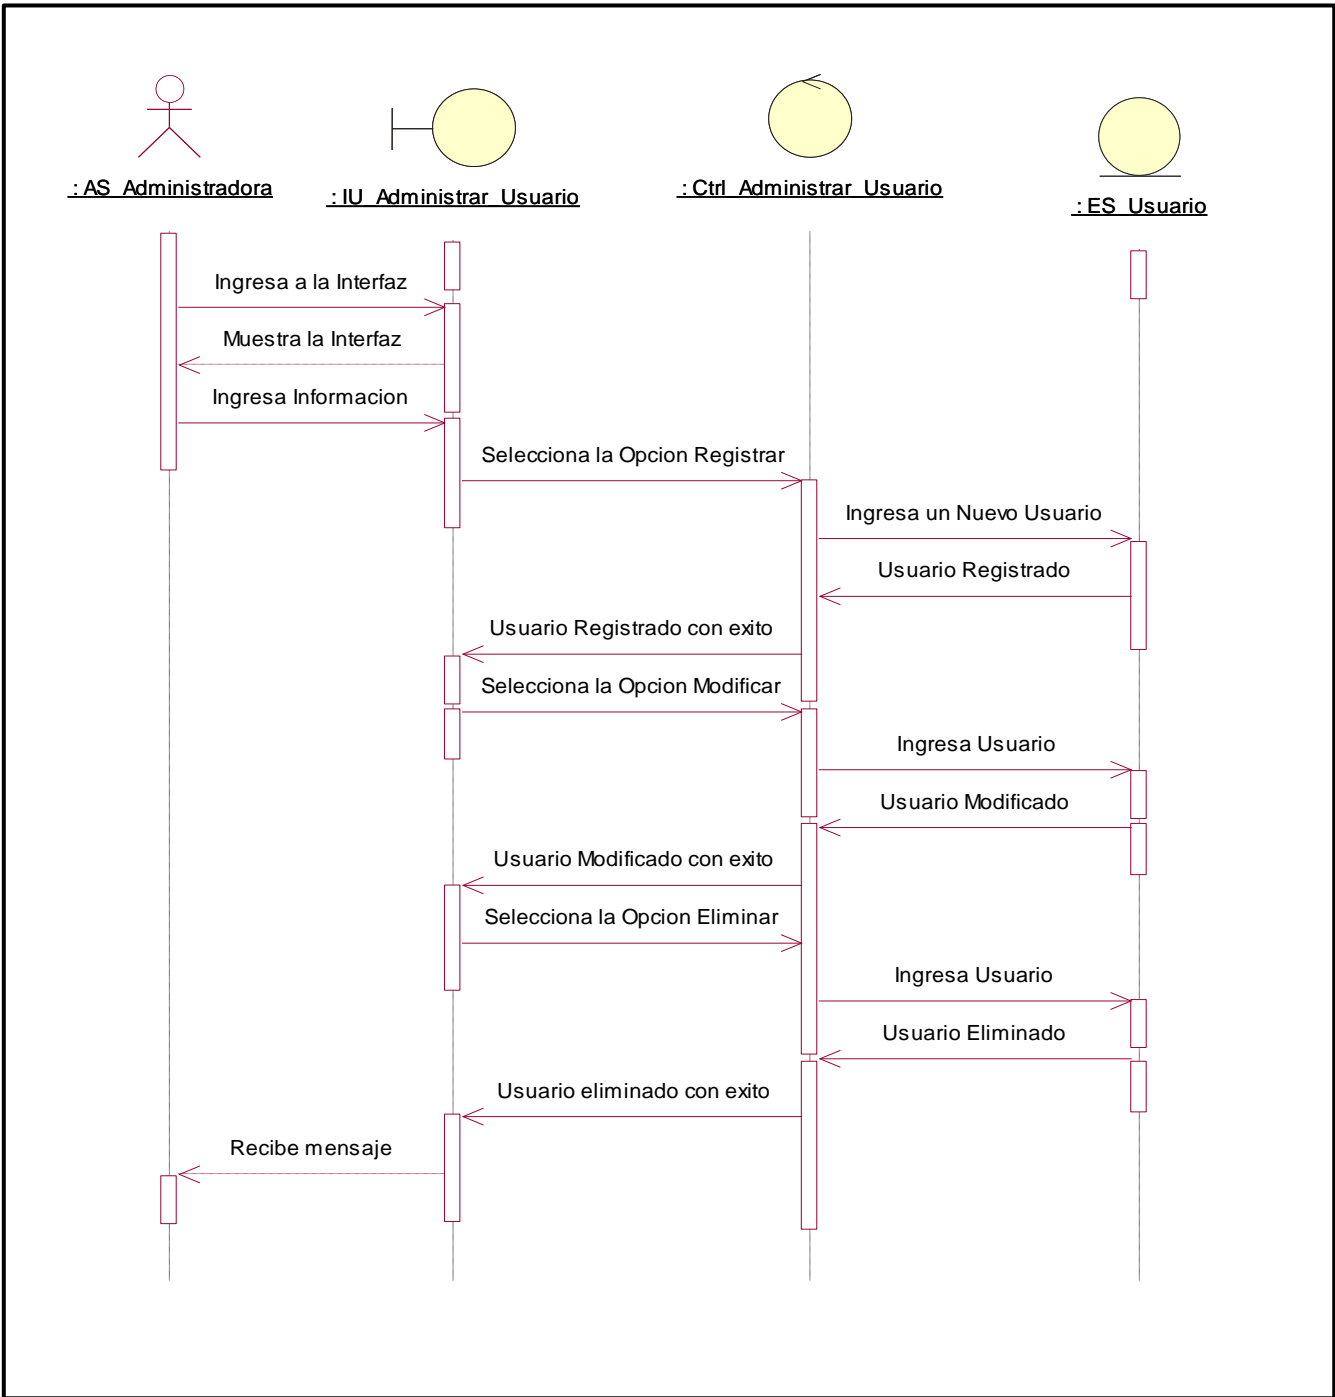 : AS_Administradora
: IU_Administrar_Usuario
: Ctrl_Administrar_Usuario
: ES_Usuario
Ingresa a la Interfaz
Muestra la Interfaz
Ingresa Informacion
Selecciona la Opcion Registrar
Ingresa un Nuevo Usuario
Usuario Registrado
Usuario Registrado con exito
Selecciona la Opcion Modificar
Ingresa Usuario
Usuario Modificado
Usuario Modificado con exito
Selecciona la Opcion Eliminar
Ingresa Usuario
Usuario Eliminado
Usuario eliminado con exito
Recibe mensaje